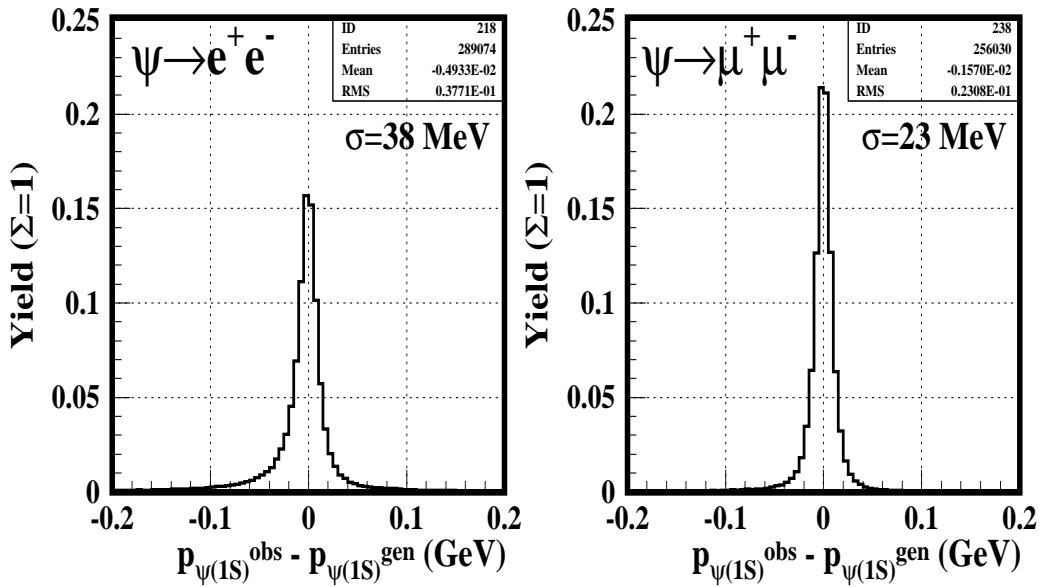 ψ→e⁺e⁻
ID 218
Entries 289074
Mean -0.4933E-02
RMS 0.3771E-01
σ=38 MeV
Yield (Σ=1)
0.25
0.2
0.15
0.1
0.05
0
-0.2 -0.1 0 0.1 0.2
p_ψ(1S)^obs - p_ψ(1S)^gen (GeV)
ψ→μ⁺μ⁻
ID 238
Entries 256030
Mean -0.1570E-02
RMS 0.2308E-01
σ=23 MeV
Yield (Σ=1)
0.25
0.2
0.15
0.1
0.05
0
-0.2 -0.1 0 0.1 0.2
p_ψ(1S)^obs - p_ψ(1S)^gen (GeV)